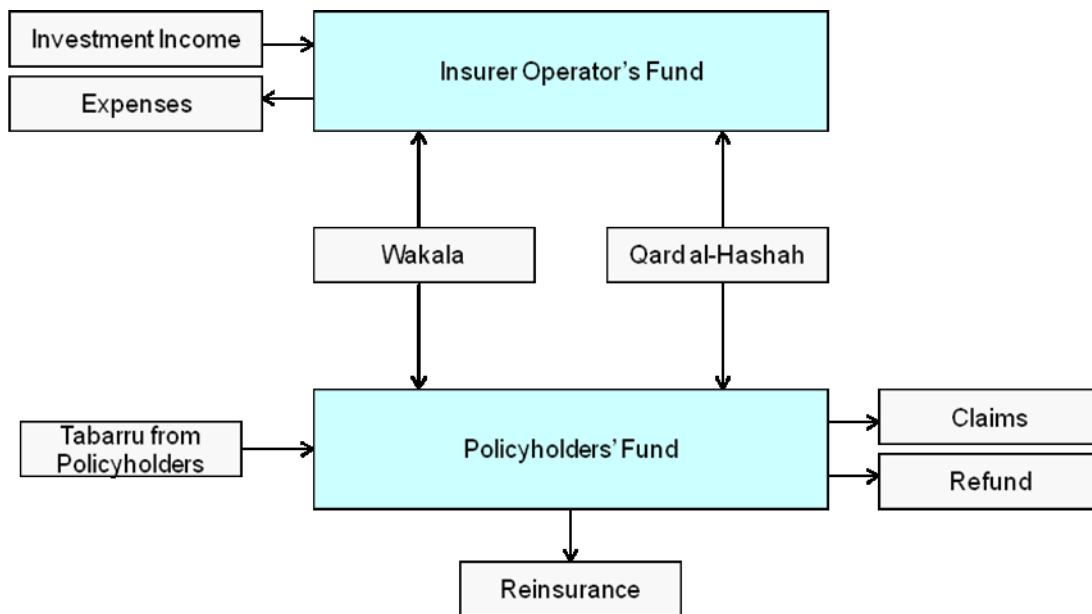 Investment Income
Expenses
Insurer Operator's Fund
Wakala
Qard al-Hashah
Tabarru from
Policyholders
Policyholders' Fund
Claims
Refund
Reinsurance